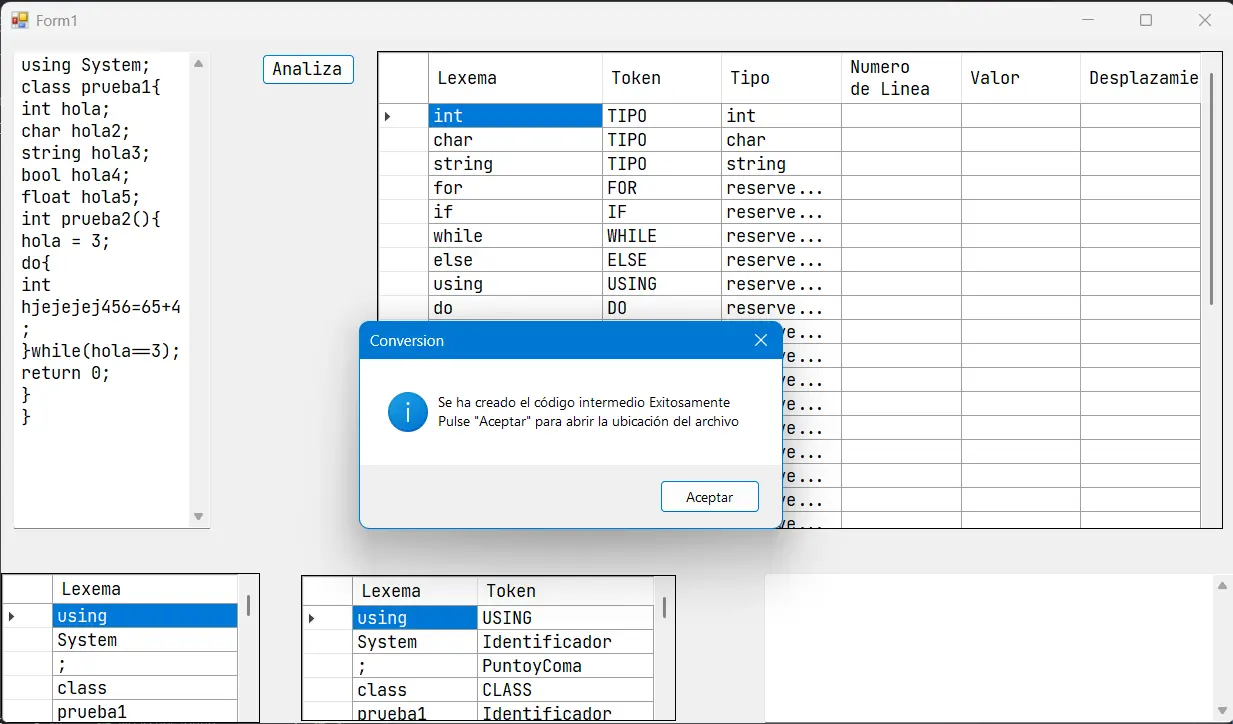 Form1
using System;
class prueba1{
int hola;
char hola2;
string hola3;
bool hola4;
float hola5;
int prueba2(){
hola = 3;
do{
int
hjejejej456=65+4
;
}while(hola==3);
return 0;
}
}
Analiza
Lexema Token Tipo Numero de Linea Valor Desplazamie
int TIPO int
char TIPO char
string TIPO string
for FOR reserve...
if IF reserve...
while WHILE reserve...
else ELSE reserve...
using USING reserve...
do DO reserve...
ve...
ve...
ve...
ve...
ve...
ve...
ve...
ve...
ve...
Conversion
Se ha creado el código intermedio Exitosamente
Pulse "Aceptar" para abrir la ubicación del archivo
Aceptar
Lexema
using
System
;
class
prueba1
Lexema Token
using USING
System Identificador
; PuntoyComa
class CLASS
prueba1 Identificador